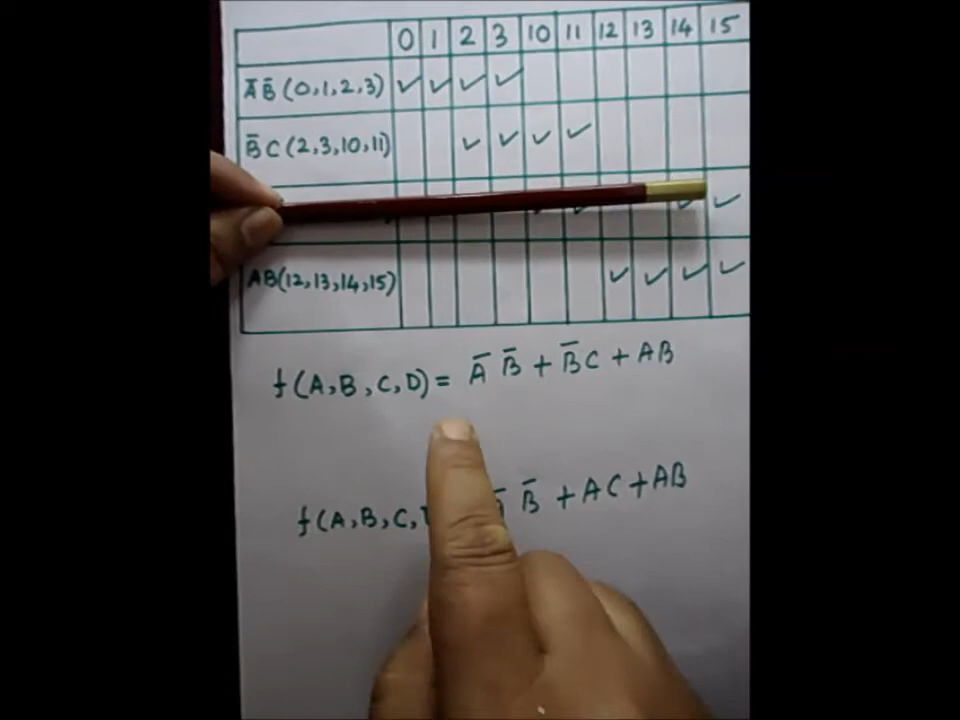 0 1 2 3 10 11 12 13 14 15
A̅ B̅ (0,1,2,3) ✓ ✓ ✓ ✓
B̅ C (2,3,10,11) ✓ ✓ ✓ ✓
✓
AB(12,13,14,15) ✓ ✓ ✓ ✓
f(A,B,C,D) = A̅ B̅ + B̅ C + AB
f(A,B,C, B̅ + AC + AB